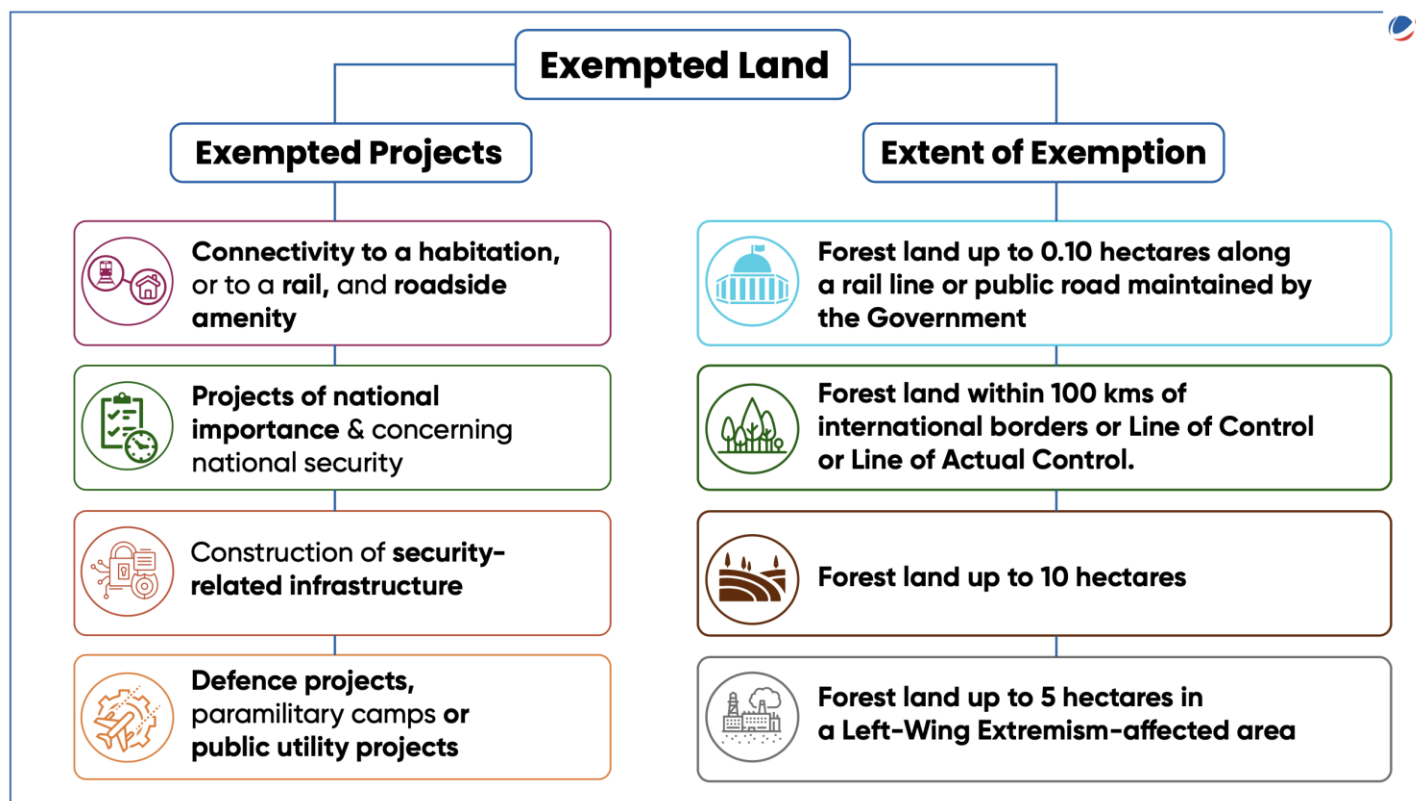 Exempted Land
Exempted Projects
Connectivity to a habitation,
or to a rail, and roadside
amenity
Projects of national
importance & concerning
national security
Construction of security-
related infrastructure
Defence projects,
paramilitary camps or
public utility projects
Extent of Exemption
Forest land up to 0.10 hectares along
a rail line or public road maintained by
the Government
Forest land within 100 kms of
international borders or Line of Control
or Line of Actual Control.
Forest land up to 10 hectares
Forest land up to 5 hectares in
a Left-Wing Extremism-affected area